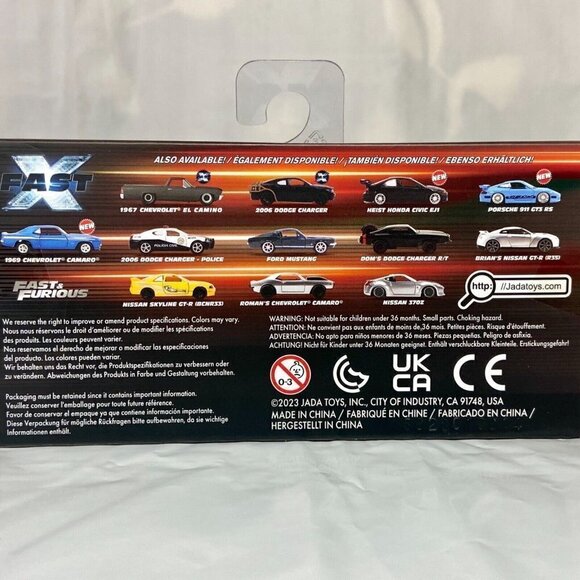 FAST X
ALSO AVAILABLE! / ÉGALEMENT DISPONIBLE! / ¡TAMBIÉN DISPONIBLE! / EBENSO ERHÄLTLICH!
1967 CHEVROLET® EL CAMINO
2006 DODGE CHARGER
HEIST HONDA CIVIC EJ1
NEW
PORSCHE 911 GT3 RS
NEW
1969 CHEVROLET CAMARO®
NEW
2006 DODGE CHARGER - POLICE
FORD MUSTANG
DOM'S DODGE CHARGER R/T
BRIAN'S NISSAN GT-R (R35)
FAST & FURIOUS
NISSAN SKYLINE GT-R (BCNR33)
ROMAN'S CHEVROLET® CAMARO®
NISSAN 370Z
http: //Jadatoys.com/
We reserve the right to improve or amend product specifications. Colors may vary.
Nous nous réservons le droit d'améliorer ou de modifier les spécifications
des produits. Les couleurs peuvent varier.
Nos reservamos el derecho a mejorar o a modificar las especificaciones
del producto. Los colores pueden variar.
Wir behalten uns das Recht vor, die Produktspezifikationen zu verbessern oder
zu verändern. Abweichungen des Produkts in Farbe und Gestaltung vorbehalten.
Packaging must be retained since it contains important information.
Veuillez conserver l'emballage pour toute future référence.
Favor de conservar el empaque ya que contiene información importante.
Diese Verpackung für mögliche Rückfragen bitte aufbewahren, da sie wichtige
Informationen enthält.
WARNING: Not suitable for children under 36 months. Small parts. Choking hazard.
ATTENTION: Ne convient pas aux enfants de moins de,36 mois. Petites pièces. Risque d'étouffement.
ADVERTENCIA: No apto para niños menores de 36 meses. Piezas pequeñas. Peligro de asfixia.
ACHTUNG: Nicht für Kinder unter 36 Monaten geeignet. Enthält verschluckbare Kleinteile. Erstickungsgefahr!
0-3
CE
UK
CA
©2023 JADA TOYS, INC., CITY OF INDUSTRY, CA 91748, USA
MADE IN CHINA / FABRIQUÉ EN CHINE / FABRICADO EN CHINA /
HERGESTELLT IN CHINA